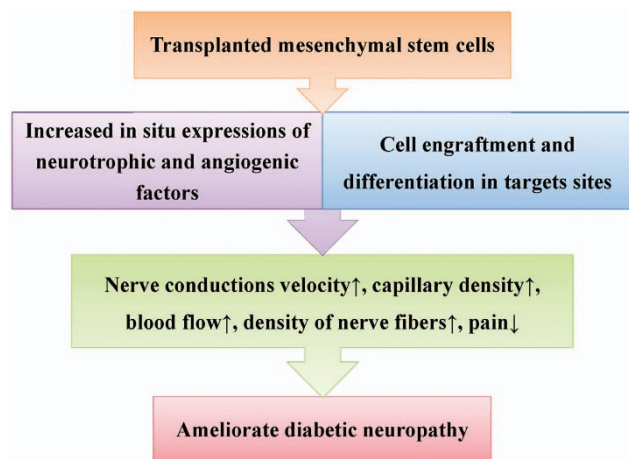 Transplanted mesenchymal stem cells
Increased in situ expressions of
neurotrophic and angiogenic
factors
Cell engraftment and
differentiation in targets sites
Nerve conductions velocity↑, capillary density↑,
blood flow↑, density of nerve fibers↑, pain↓
Ameliorate diabetic neuropathy